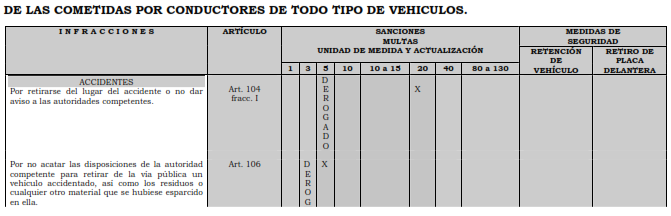 DE LAS COMETIDAS POR CONDUCTORES DE TODO TIPO DE VEHICULOS.
I N F R A C C I O N E S
ARTÍCULO
SANCIONES
MULTAS
UNIDAD DE MEDIDA Y ACTUALIZACIÓN
MEDIDAS DE
SEGURIDAD
RETENCIÓN
DE
VEHÍCULO
RETIRO DE
PLACA
DELANTERA
1 3 5 10 10 a 15 20 40 80 a 130
ACCIDENTES
Por retirarse del lugar del accidente o no dar
aviso a las autoridades competentes.
Art. 104
fracc. I
D
E
R
O
G
A
D
O
X
Por no acatar las disposiciones de la autoridad
competente para retirar de la vía pública un
vehículo accidentado, así como los residuos o
cualquier otro material que se hubiese esparcido
en ella.
Art. 106
D
E
R
O
G
X